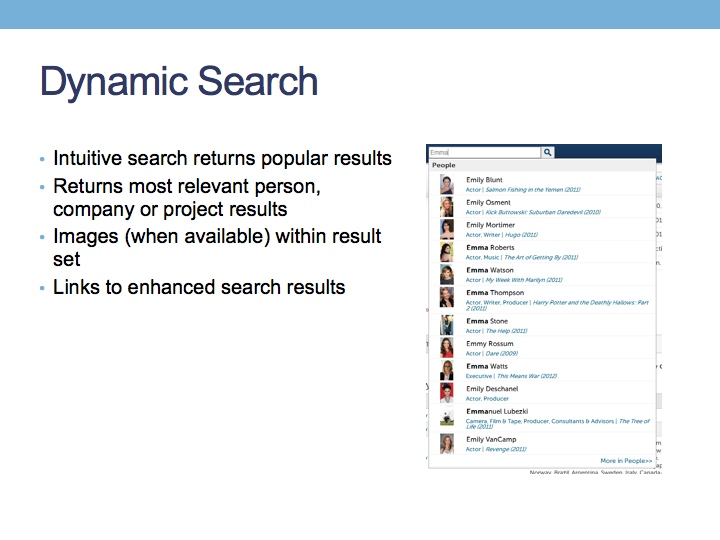 Dynamic Search
• Intuitive search returns popular results
• Returns most relevant person,
company or project results
• Images (when available) within result
set
• Links to enhanced search results
Emma
People
Emily Blunt
Actor | Salmon Fishing in the Yemen (2011)
Emily Osment
Actor | Kick Buttowski: Suburban Daredevil (2010)
Emily Mortimer
Actor, Writer | Hugo (2011)
Emma Roberts
Actor, Music | The Art of Getting By (2011)
Emma Watson
Actor | My Week With Marilyn (2011)
Emma Thompson
Actor, Writer, Producer | Harry Potter and the Deathly Hallows: Part
2 (2011)
Emma Stone
Actor | The Help (2011)
Emmy Rossum
Actor | Dare (2009)
Emma Watts
Executive | This Means War (2012)
Emily Deschanel
Actor, Producer
Emmanuel Lubezki
Camera, Film & Tape, Producer, Consultants & Advisors | The Tree of
Life (2011)
Emily VanCamp
Actor | Revenge (2011)
More in People>>
Norway, Brazil, Argentina, Sweden, Italy, Canada